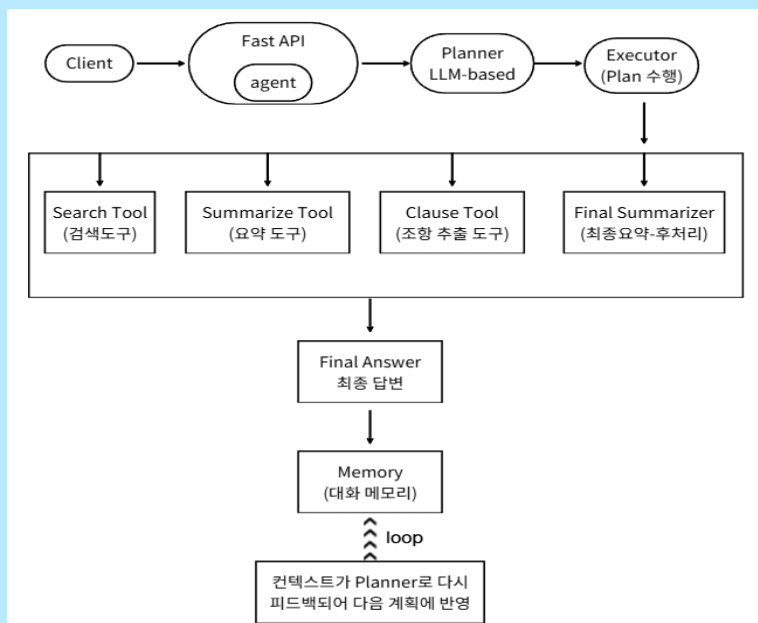 Client
Fast API
agent
Planner
LLM-based
Executor
(Plan 수행)
Search Tool
(검색도구)
Summarize Tool
(요약 도구)
Clause Tool
(조항 추출 도구)
Final Summarizer
(최종요약-후처리)
Final Answer
최종 답변
Memory
(대화 메모리)
loop
컨텍스트가 Planner로 다시
피드백되어 다음 계획에 반영